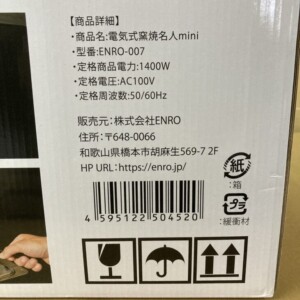 【商品詳細】
・商品名:電気式窯焼名人mini
・型番:ENRO-007
・定格商品電力:1400W
・定格電圧:AC100V
・定格周波数:50/60Hz
販売元:株式会社ENRO
住所:〒648-0066
和歌山県橋本市胡麻生569-7 2F
HP URL:https://enro.jp/
紙
:箱
プラ
:緩衝材
4 595122 504520